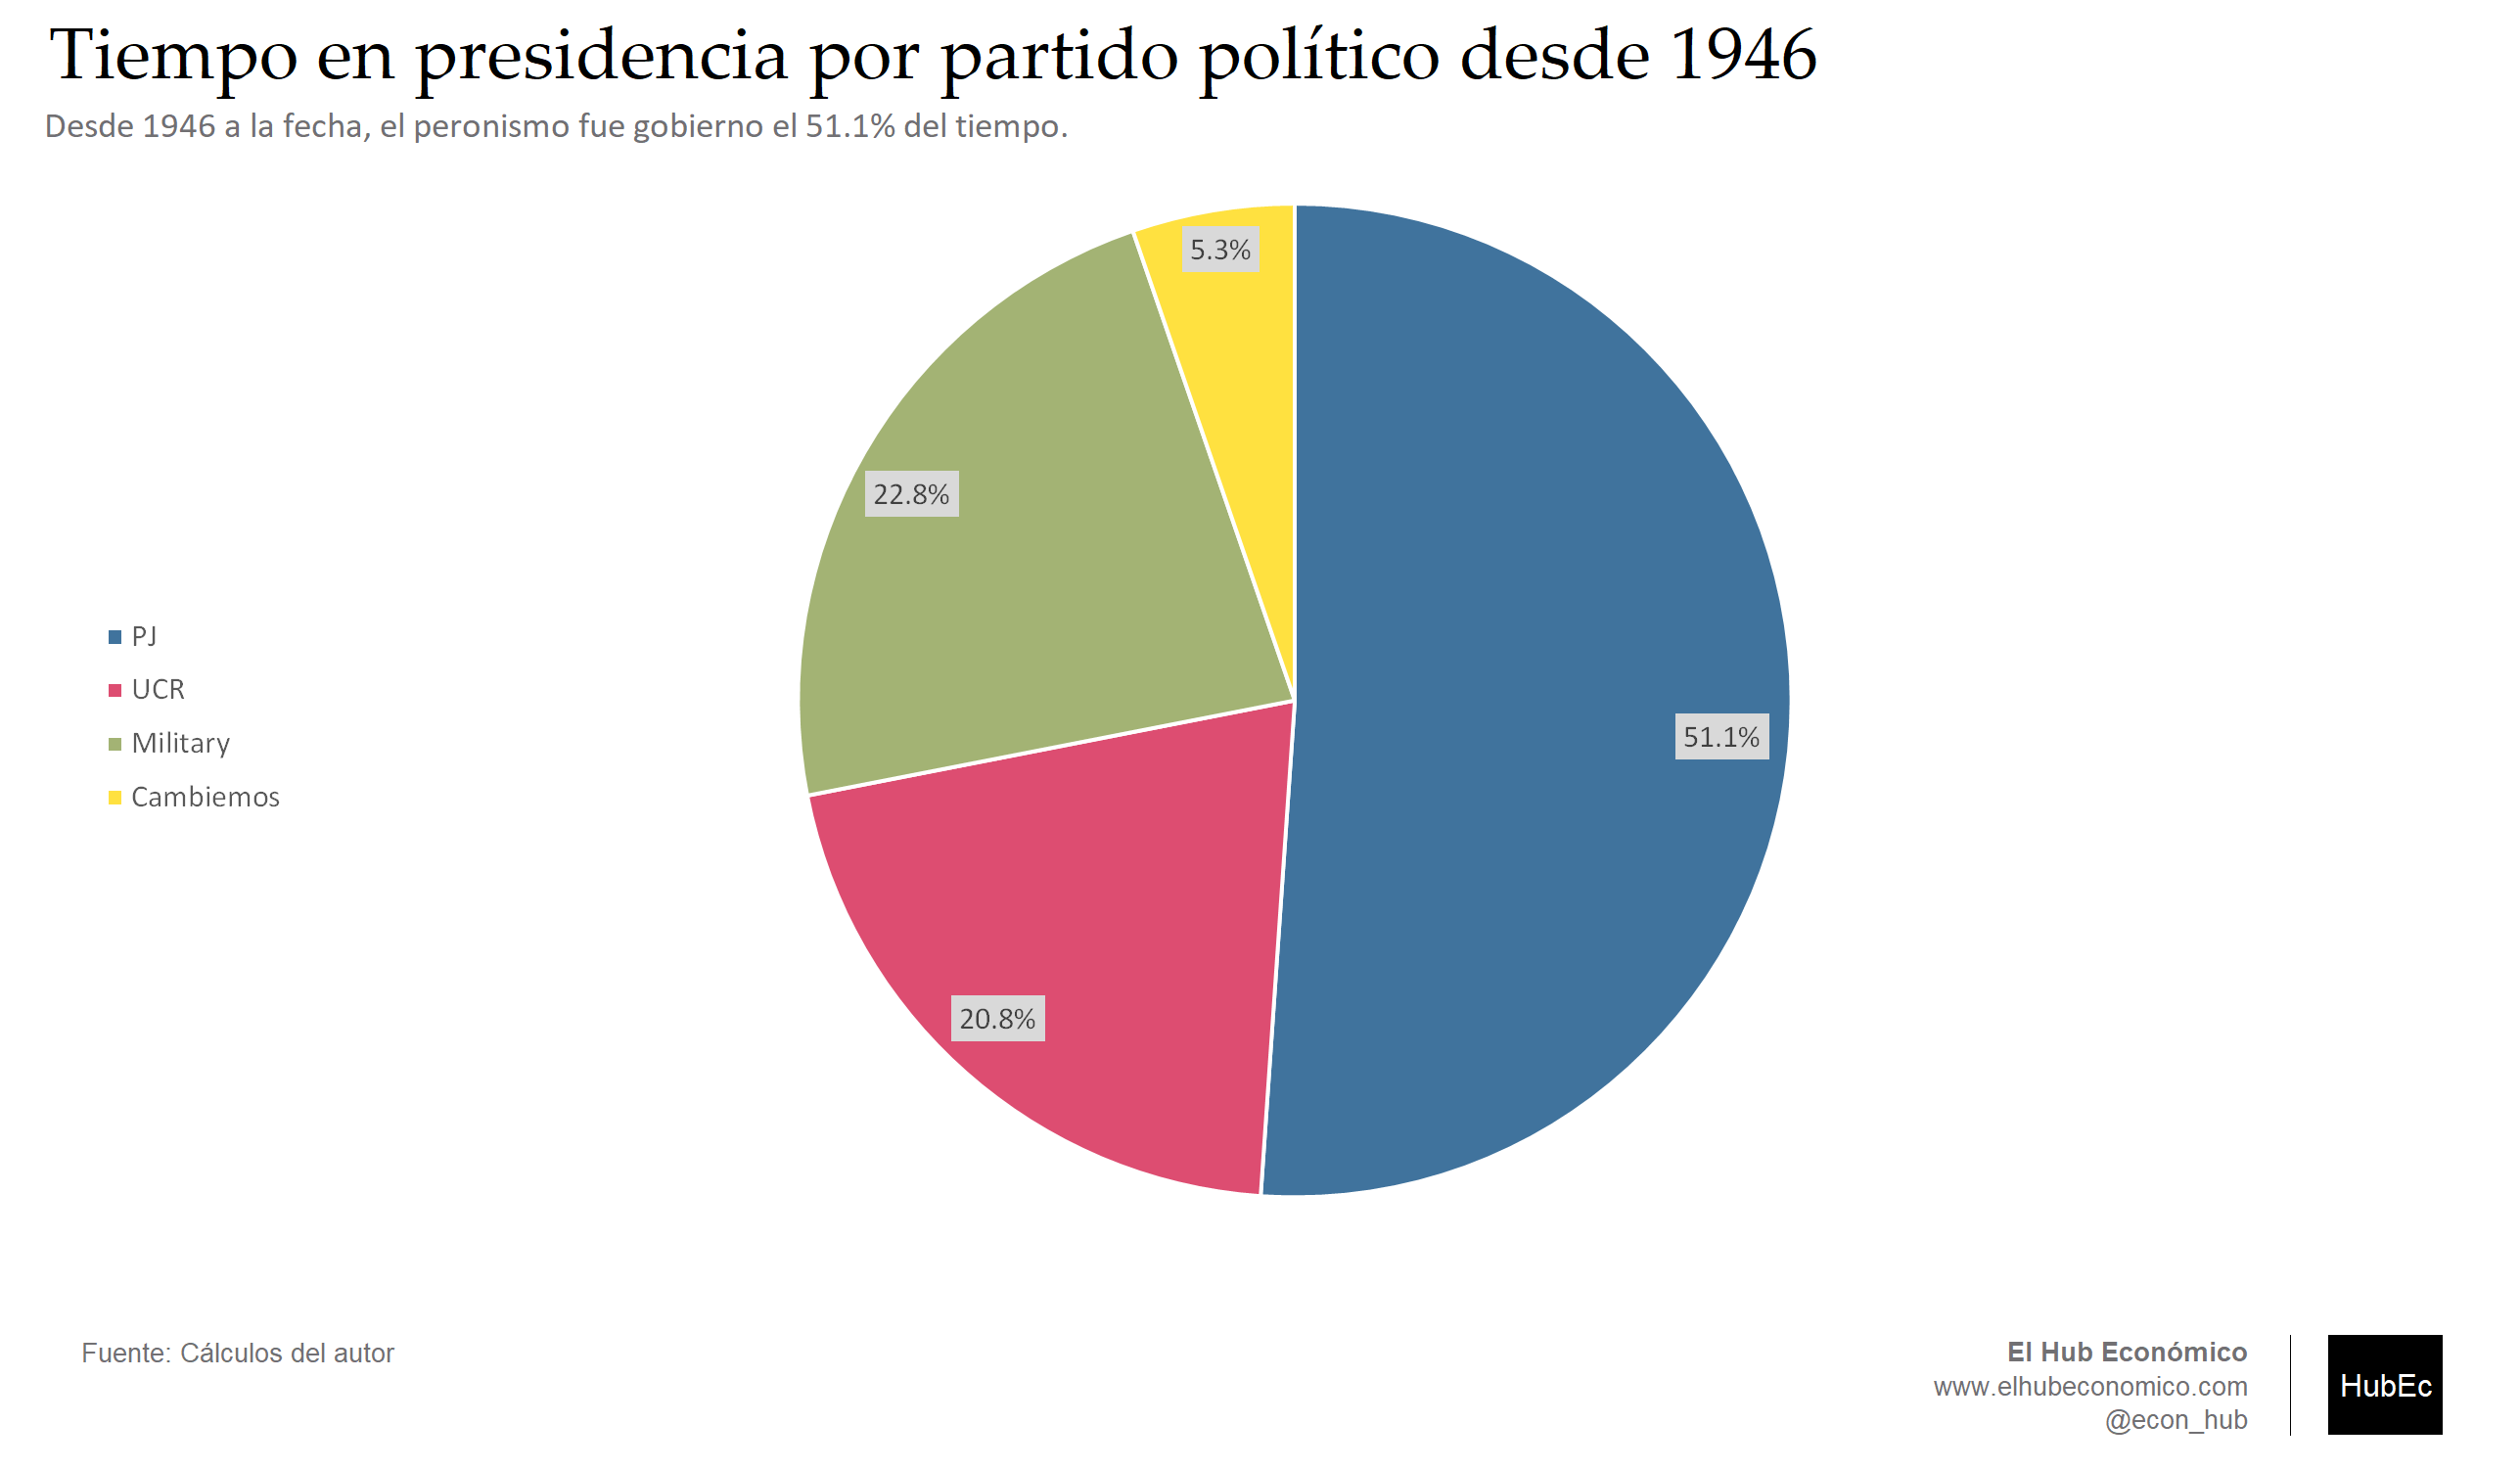 Tiempo en presidencia por partido político desde 1946
Desde 1946 a la fecha, el peronismo fue gobierno el 51.1% del tiempo.
5.3%
22.8%
51.1%
20.8%
PJ
UCR
Military
Cambiemos
Fuente: Cálculos del autor
El Hub Económico
www.elhubeconomico.com
@econ_hub
HubEc